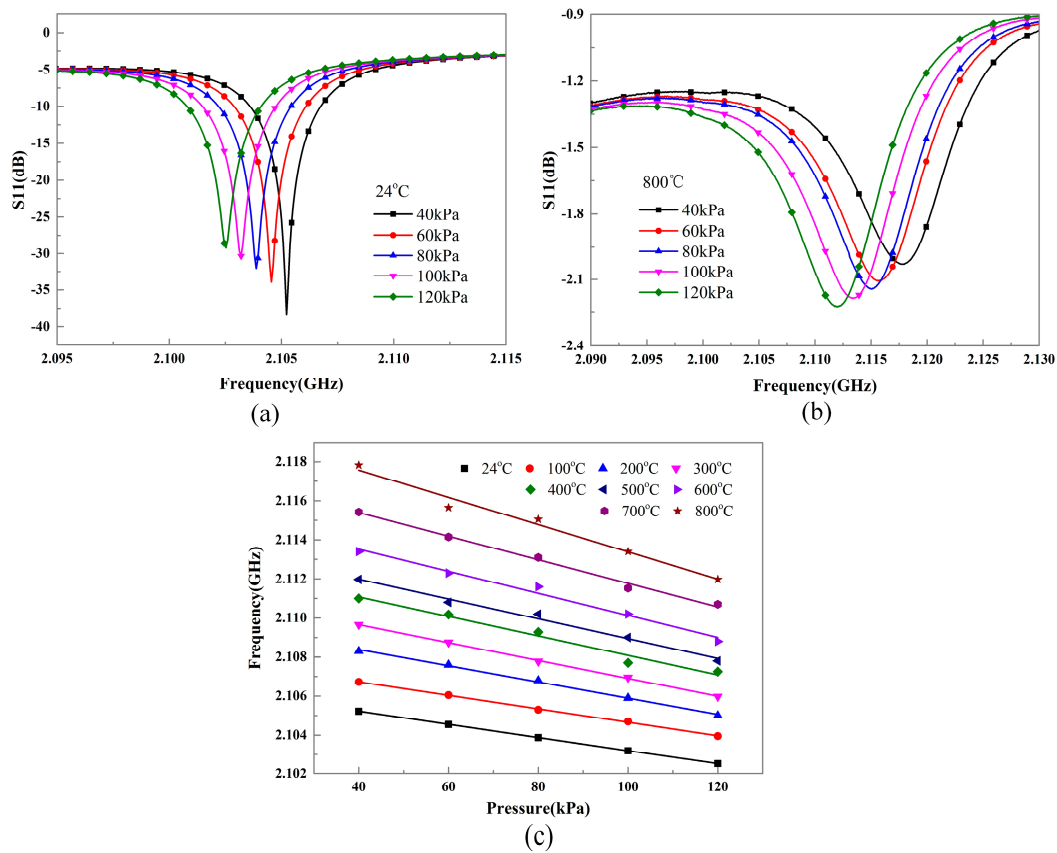 0
-5
-10
-15
-20
-25
-30
-35
-40
S11(dB)
24°C
40kPa
60kPa
80kPa
100kPa
120kPa
2.095 2.100 2.105 2.110 2.115
Frequency(GHz)
(a)
-0.9
-1.2
-1.5
-1.8
-2.1
-2.4
S11(dB)
800℃
40kPa
60kPa
80kPa
100kPa
120kPa
2.090 2.095 2.100 2.105 2.110 2.115 2.120 2.125 2.130
Frequency(GHz)
(b)
2.118
2.116
2.114
2.112
2.110
2.108
2.106
2.104
2.102
Frequency(GHz)
24°C 100°C 200°C 300°C
400°C 500°C 600°C
700°C 800°C
40 60 80 100 120
Pressure(kPa)
(c)